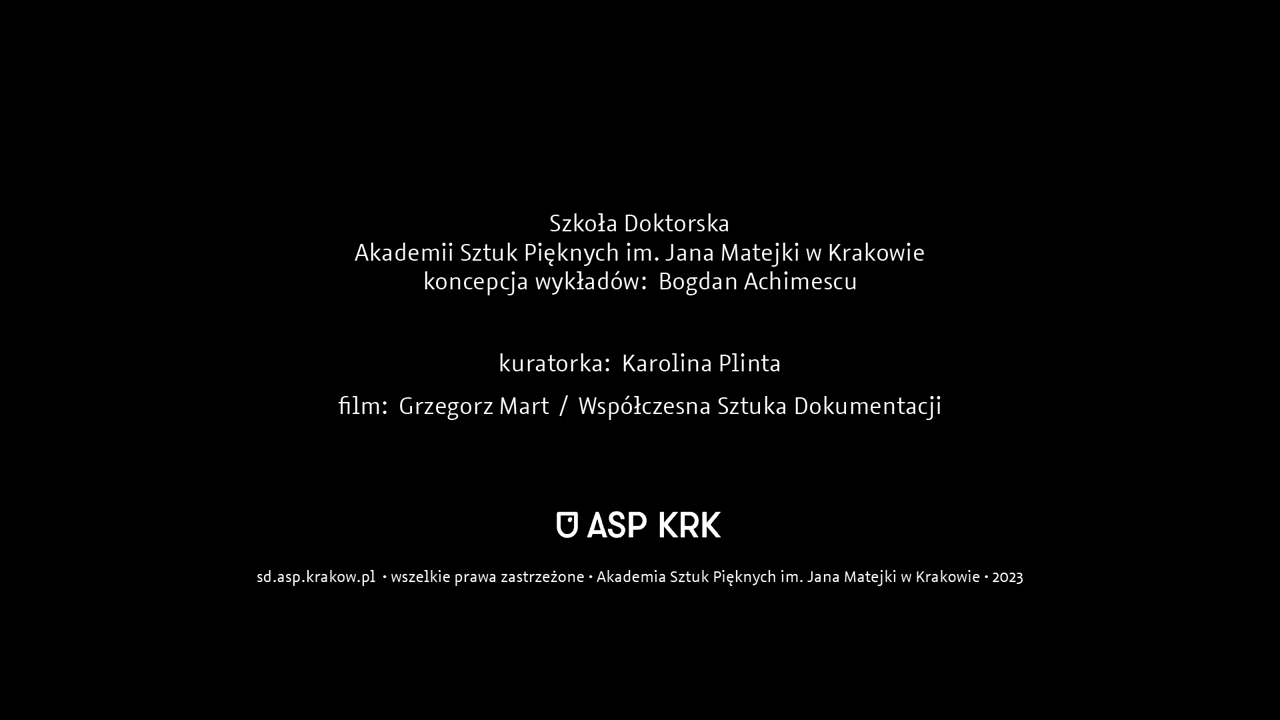 Szkoła Doktorska
Akademii Sztuk Pięknych im. Jana Matejki w Krakowie
koncepcja wykładów: Bogdan Achimescu
kuratorka: Karolina Plinta
film: Grzegorz Mart / Współczesna Sztuka Dokumentacji
ASP KRK
sd.asp.krakow.pl • wszelkie prawa zastrzeżone • Akademia Sztuk Pięknych im. Jana Matejki w Krakowie • 2023